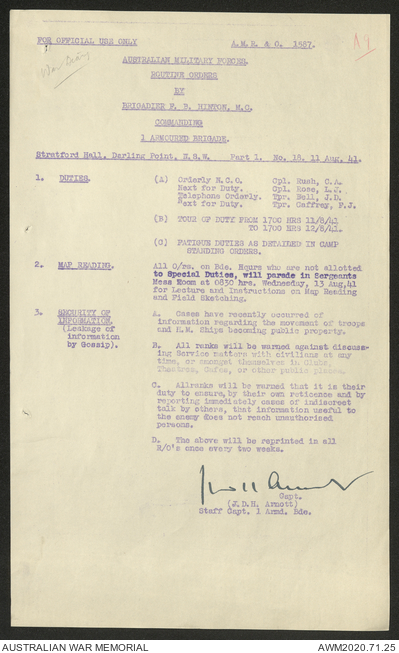 FOR OFFICIAL USE ONLY A.M.R. & O. 1587.
War Diary
AUSTRALIAN MILITARY FORCES.
ROUTINE ORDERS
BY
BRIGADIER F. B. HINTON, M.C.
COMMANDING
1 ARMOURED BRIGADE.
Stratford Hall, Darling Point, N.S.W. Part 1. No. 18. 11 Aug, 41.
1. DUTIES. (A) Orderly N.C.O. Cpl. Rush, C.A.
Next for Duty. Cpl. Rose, L.J.
Telephone Orderly. Tpr. Bell, J.D.
Next for Duty. Tpr. Caffrey, P.J.
(B) TOUR OF DUTY FROM 1700 HRS 11/8/41
TO 1700 HRS 12/8/41.
(C) FATIGUE DUTIES AS DETAILED IN CAMP
STANDING ORDERS.
2. MAP READING. All O/rs. on Bde. Hqurs who are not allotted
to Special Duties, will parade in Sergeants
Mess Room at 0830 hrs. Wednesday, 13 Aug,41
for Lecture and Instructions on Map Reading
and Field Sketching.
3. SECURITY OF A. Cases have recently occurred of
INFORMATION. information regarding the movement of troops
(Leakage of and H.M. Ships becoming public property.
information
by Gossip). B. All ranks will be warned against discuss-
ing Service matters with civilians at any
time, or amongst themselves in Clubs,
Theatres, Cafes, or other public places.
C. Allranks will be warned that it is their
duty to ensure, by their own reticence and by
reporting immediately cases of indiscreet
talk by others, that information useful to
the enemy does not reach unauthorised
persons.
D. The above will be reprinted in all
R/O's once every two weeks.
Capt.
(J.D.H. Arnott)
Staff Capt. 1 Armd. Bde.
AUSTRALIAN WAR MEMORIAL AWM2020.71.25